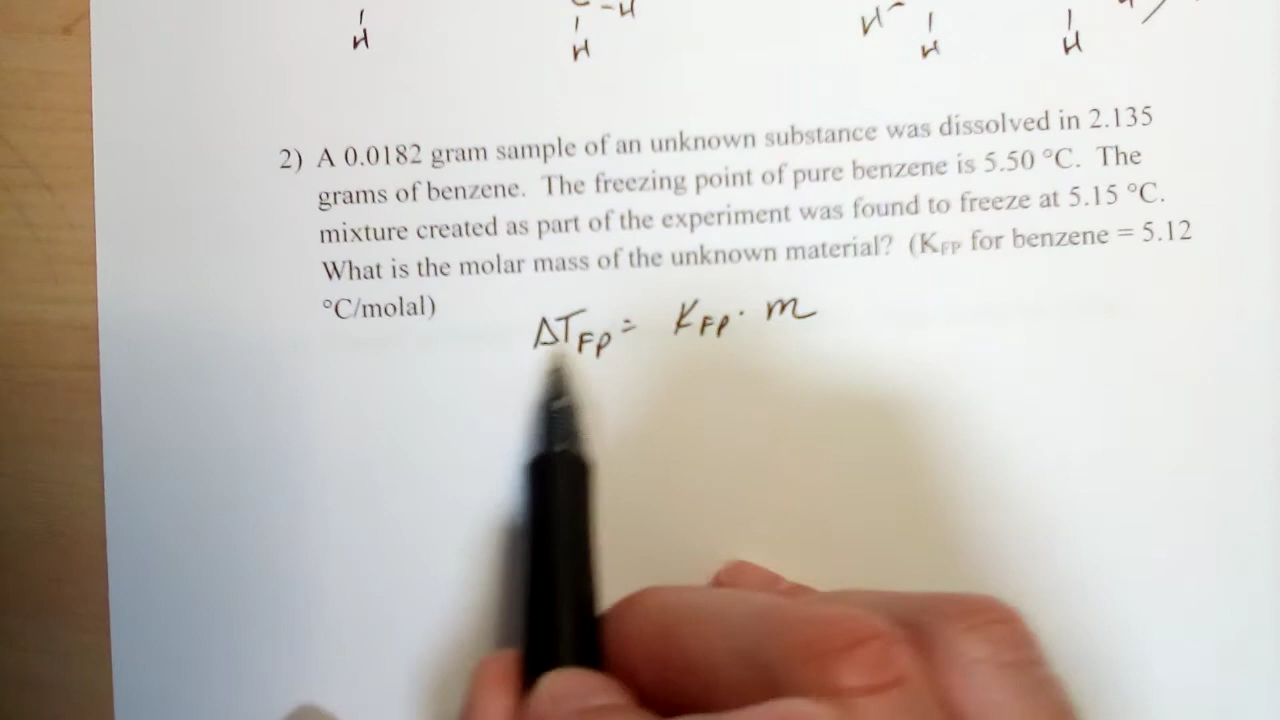 H
-H
H
H
H
H
2) A 0.0182 gram sample of an unknown substance was dissolved in 2.135
grams of benzene. The freezing point of pure benzene is 5.50 °C. The
mixture created as part of the experiment was found to freeze at 5.15 °C.
What is the molar mass of the unknown material? (KFP for benzene = 5.12
°C/molal)
ΔTFP = KFP · m